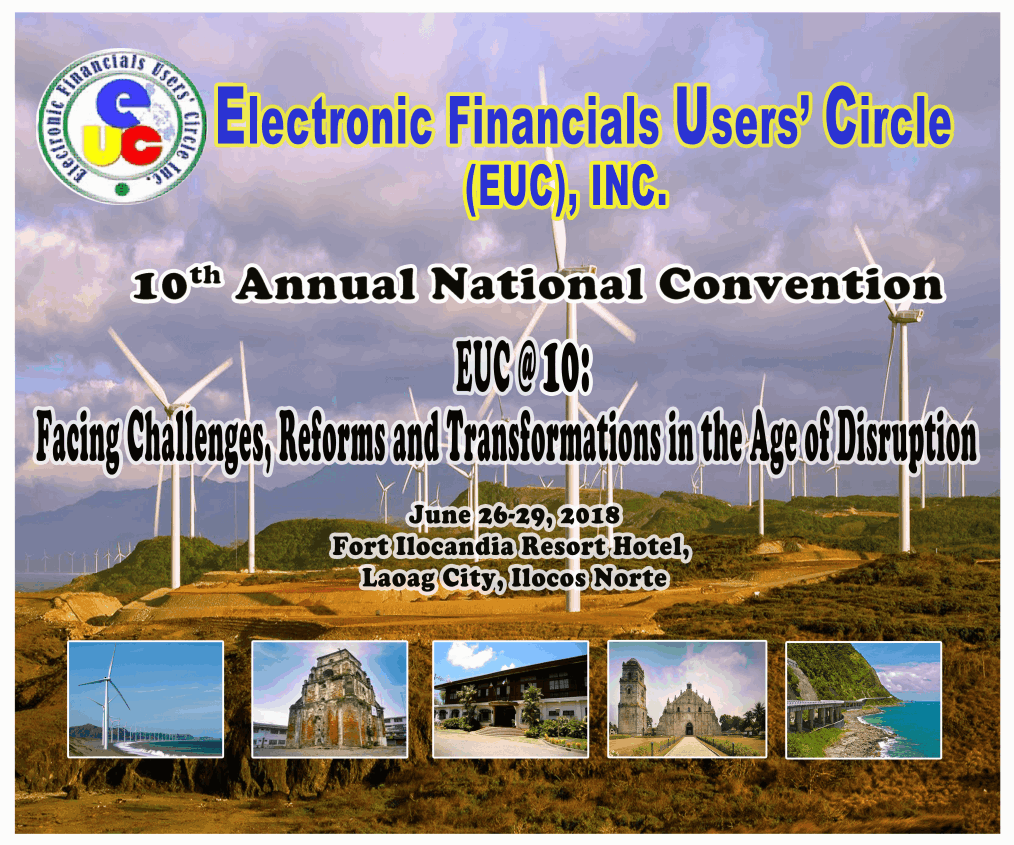 Electronic Financials Users' Circle Inc.
e
U C
e
Electronic Financials Users’ Circle
(EUC), INC.
10th Annual National Convention
EUC @ 10:
Facing Challenges, Reforms and Transformations in the Age of Disruption
June 26-29, 2018
Fort Ilocandia Resort Hotel,
Laoag City, Ilocos Norte